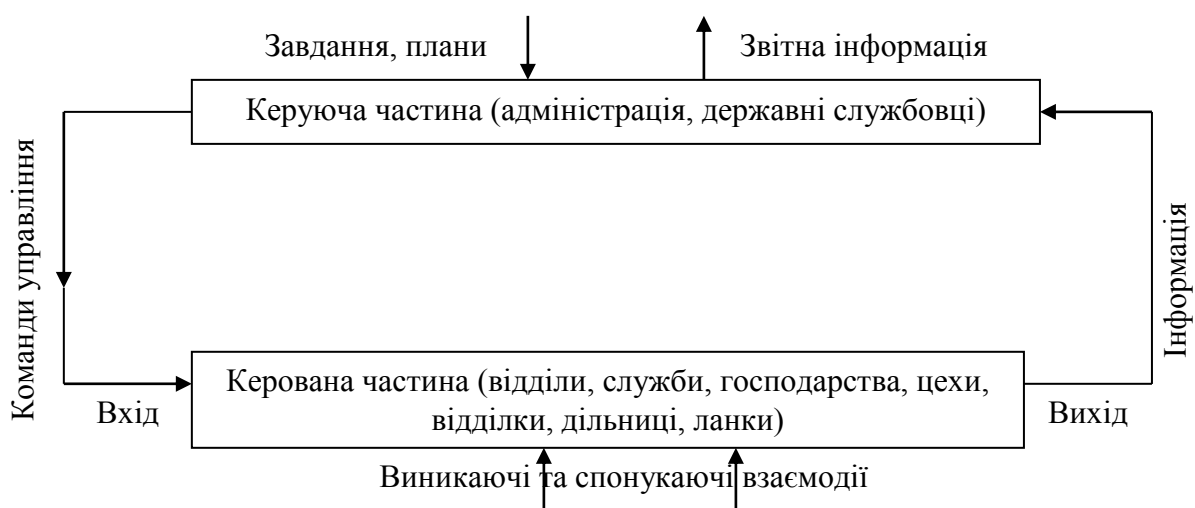 Завдання, плани
Звітна інформація
Керуюча частина (адміністрація, державні службовці)
Команди управління
Інформація
Керована частина (відділи, служби, господарства, цехи,
відділки, дільниці, ланки)
Вхід
Вихід
Виникаючі та спонукаючі взаємодії